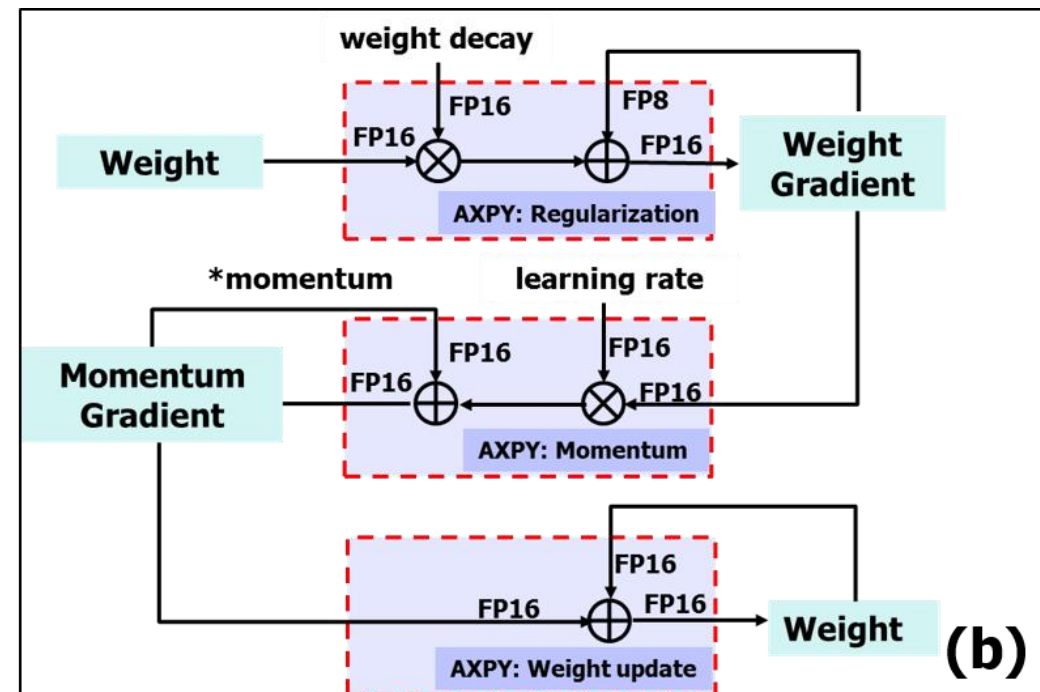 weight decay
FP16
FP8
FP16
FP16
Weight
Weight
Gradient
AXPY: Regularization
*momentum
learning rate
FP16
FP16
FP16
FP16
Momentum
Gradient
AXPY: Momentum
FP16
FP16
FP16
Weight
(b)
AXPY: Weight update